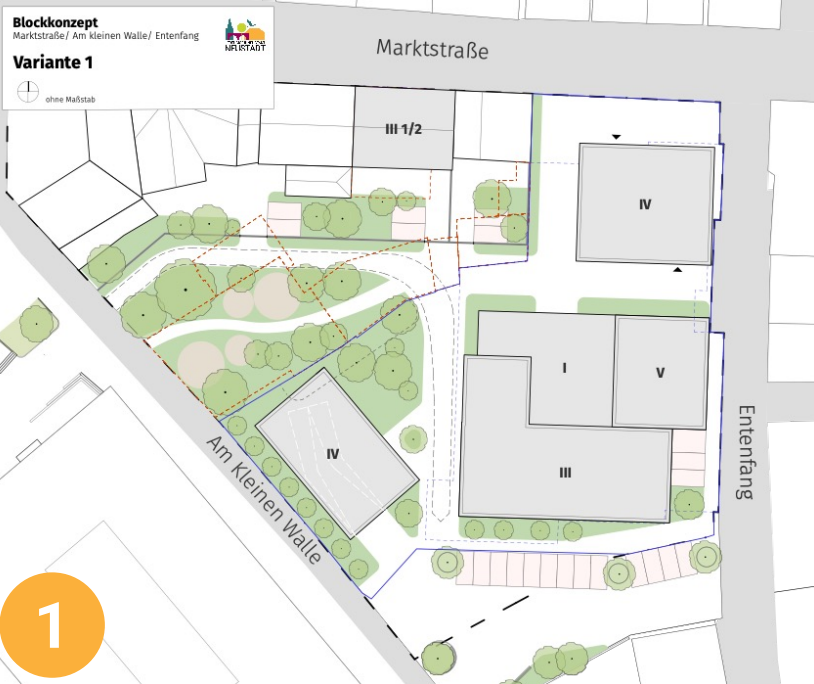 Blockkonzept
Marktstraße/ Am kleinen Walle/ Entenfang
Variante 1
ohne Maßstab
NEUSTADT
Marktstraße
III 1/2
IV
I
V
III
IV
Am Kleinen Walle
Entenfang
1